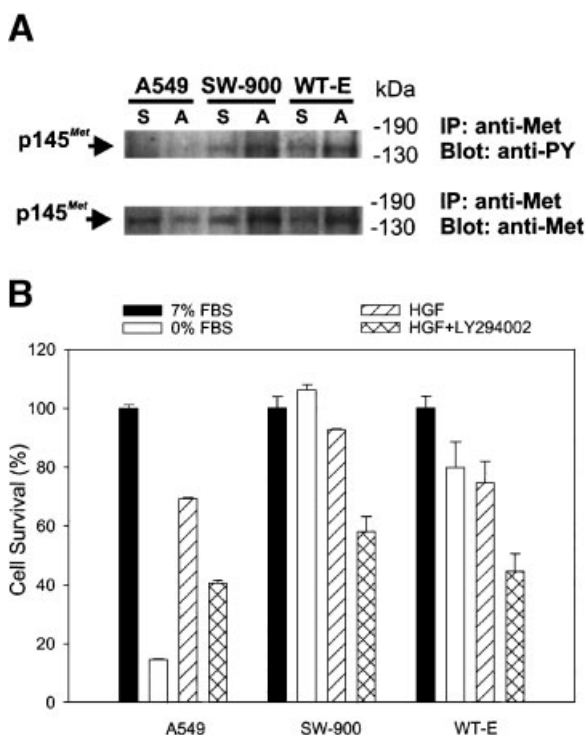 A
A549 SW-900 WT-E kDa
S A S A S A
p145Met -190 IP: anti-Met
-130 Blot: anti-PY
p145Met -190 IP: anti-Met
-130 Blot: anti-Met
B
7% FBS HGF
0% FBS HGF+LY294002
120
100
80
60
40
20
0
Cell Survival (%)
A549 SW-900 WT-E